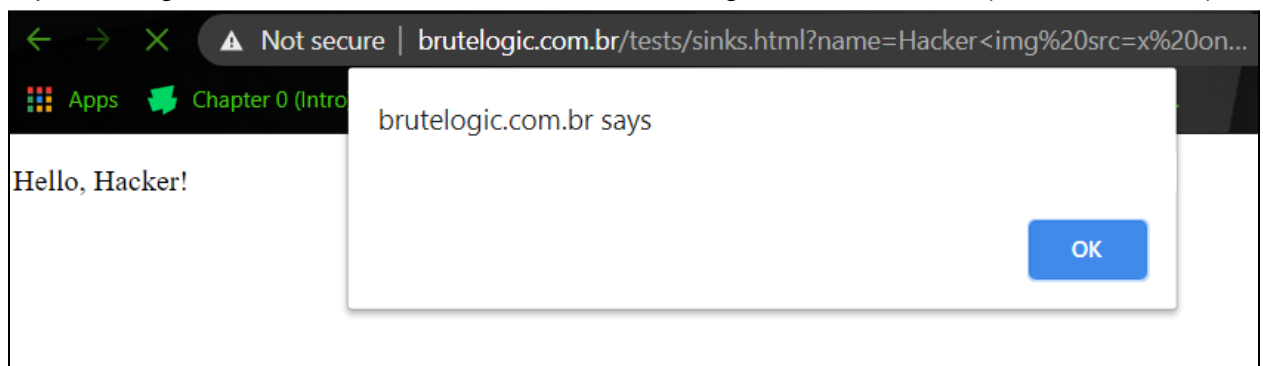 Not secure | brutelogic.com.br/tests/sinks.html?name=Hacker<img%20src=x%20on...
Apps Chapter 0 (Intro
brutelogic.com.br says
Hello, Hacker!
OK